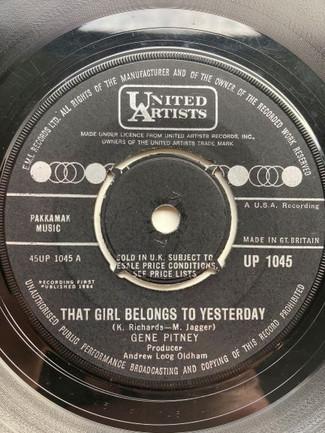 E.M.I. RECORDS LTD. ALL RIGHTS OF THE MANUFACTURER AND OF THE OWNER OF THE RECORDED WORK RESERVED
UNITED
ARTISTS
MADE UNDER LICENCE FROM UNITED ARTISTS RECORDS, INC.,
OWNERS OF THE UNITED ARTISTS TRADE MARK.
A U.S.A. Recording
PAKKAMAK
MUSIC
MADE IN GT. BRITAIN
45UP 1045 A
SOLD IN U.K. SUBJECT TO
RESALE PRICE CONDITIONS,
SEE PRICE LISTS
UP 1045
RECORDING FIRST
PUBLISHED 1964
THAT GIRL BELONGS TO YESTERDAY
(K. Richards—M. Jagger)
GENE PITNEY
Producer
Andrew Loog Oldham
UNAUTHORISED PUBLIC PERFORMANCE BROADCASTING AND COPYING OF THIS RECORD PROHIBITED